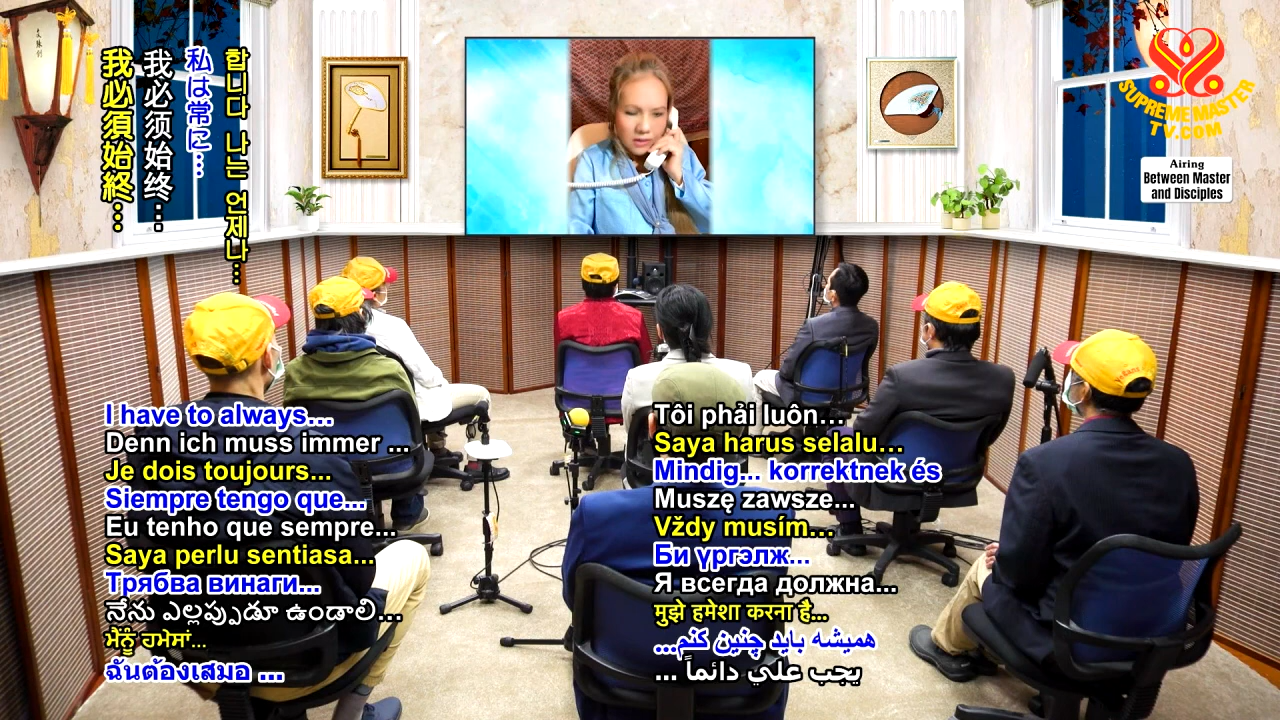 합니다 나는 언제나...
私は常に...
我必须始终...
我必須始終...
SUPREME MASTER
TV.COM
Airing
Between Master
and Disciples
I have to always...
Denn ich muss immer ...
Je dois toujours...
Siempre tengo que...
Eu tenho que sempre...
Saya perlu sentiasa...
Трябва винаги...
నేను ఎల్లప్పుడూ ఉండాలి...
ਮੈਨੂੰ ਹਮੇਸਾਂ...
ฉันต้องเสมอ ...
Tôi phải luôn...
Saya harus selalu...
Mindig... korrektnek és
Muszę zawsze...
Vždy musím...
Би үргэлж...
Я всегда должна...
मुझे हमेशा करना है...
همیشه باید چنین کنم...
يجب علي دائماً ...